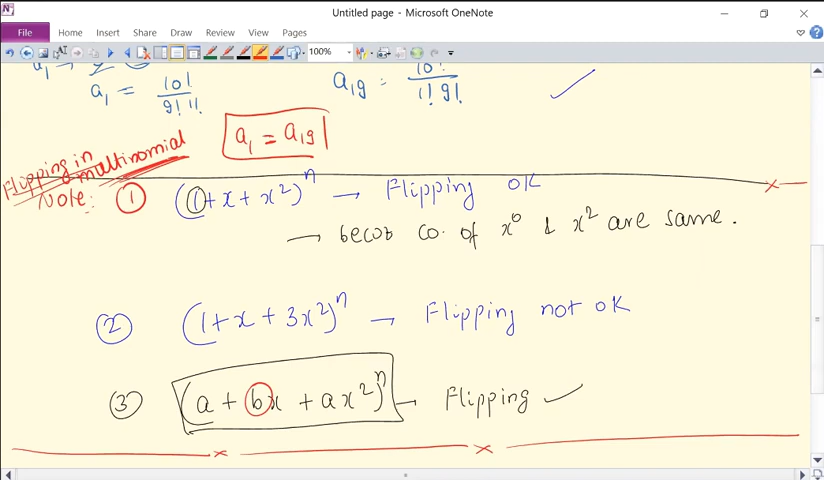 Untitled page - Microsoft OneNote
File Home Insert Share Draw History Review View Help
100%
a₁ = 10! / 9! 1!
a₁₉ = 10! / 1! 9!
a₁ = a₁₉
Flipping in multinomial
Note: ① (1 + x + x²)ⁿ → Flipping OK
→ becoz co. of x⁰ & x² are same.
② (1 + x + 3x²)ⁿ → Flipping not OK
③ (a + bx + ax²)ⁿ → Flipping ✓